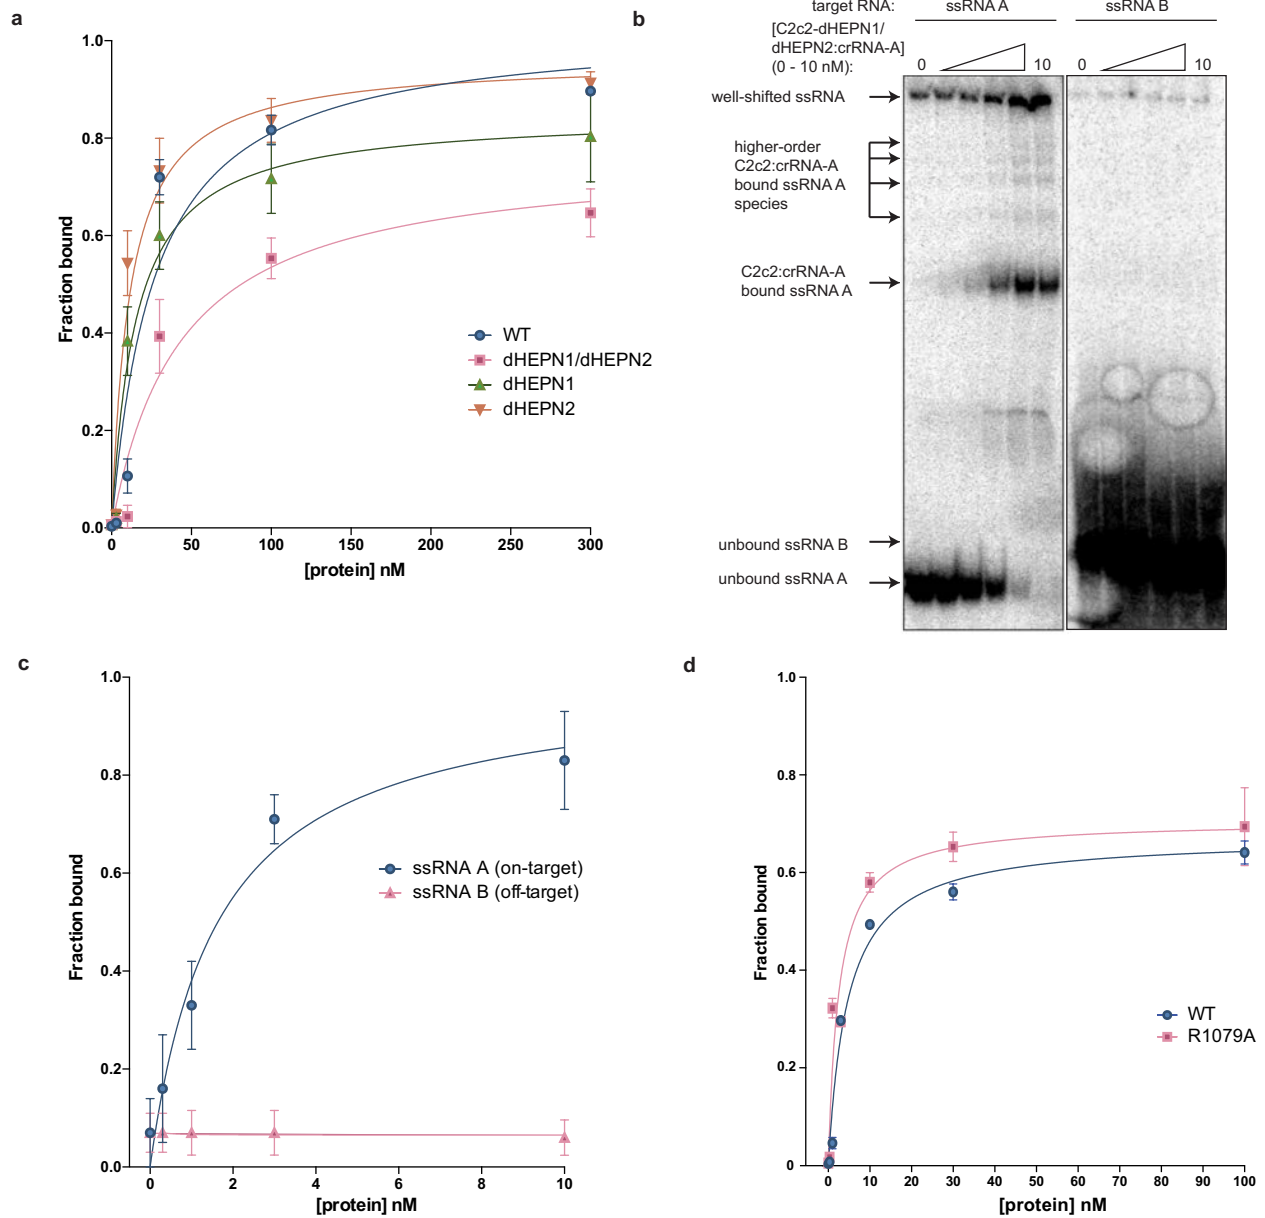 a
1.0
0.8
0.6
0.4
0.2
0.0
0
50
100
150
200
250
300
Fraction bound
[protein] nM
WT
dHEPN1/dHEPN2
dHEPN1
dHEPN2
b
target RNA:
ssRNA A
ssRNA B
[C2c2-dHEPN1/
dHEPN2:crRNA-A]
(0 - 10 nM):
0
10
0
10
well-shifted ssRNA
higher-order
C2c2:crRNA-A
bound ssRNA A
species
C2c2:crRNA-A
bound ssRNA A
unbound ssRNA B
unbound ssRNA A
c
1.0
0.8
0.6
0.4
0.2
0.0
0
2
4
6
8
10
Fraction bound
[protein] nM
ssRNA A (on-target)
ssRNA B (off-target)
d
1.0
0.8
0.6
0.4
0.2
0
0
10
20
30
40
50
60
70
80
90
100
Fraction bound
[protein] nM
WT
R1079A